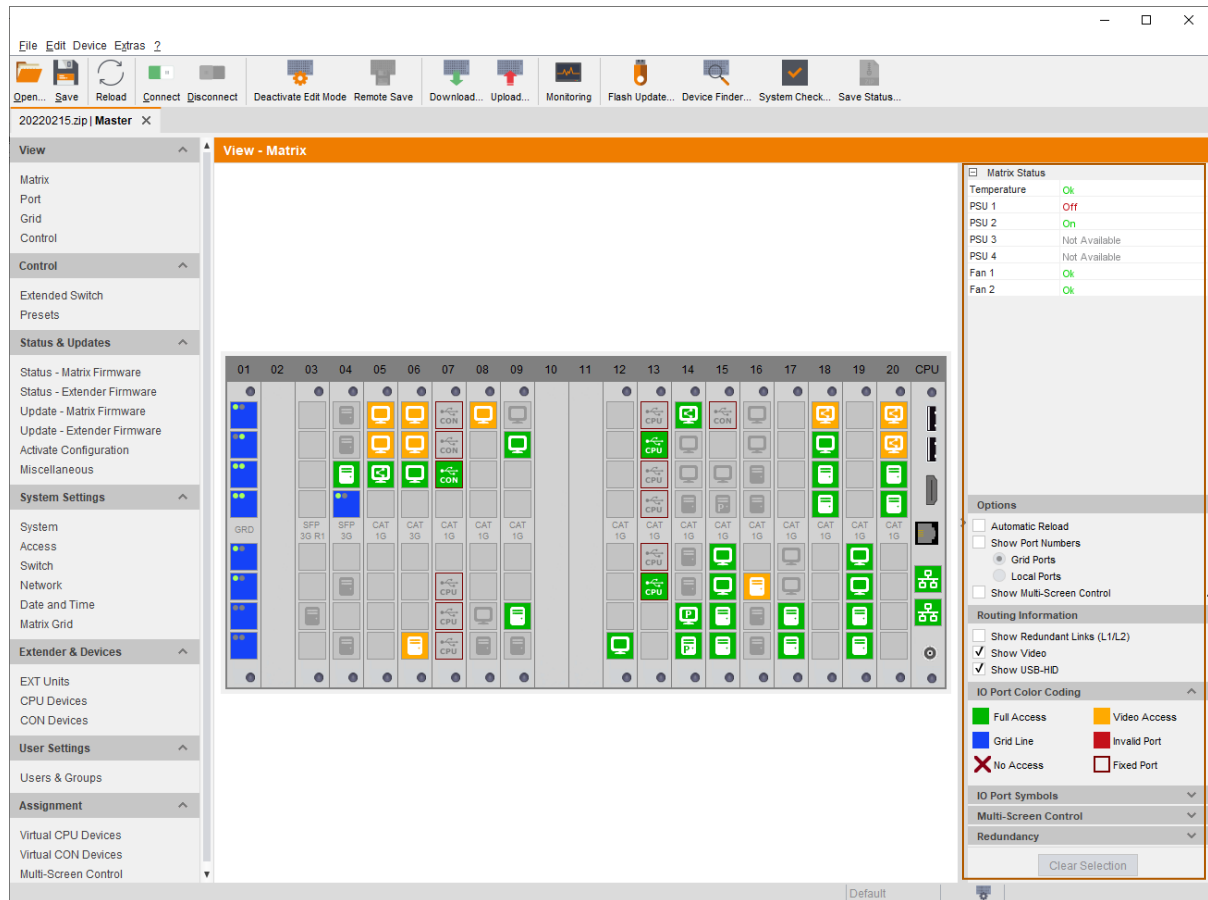 File Edit Device Extras ?
Open... Save Reload Connect Disconnect Deactivate Edit Mode Remote Save Download... Upload... Monitoring Flash Update... Device Finder... System Check... Save Status...
20220215.zip | Master
View
Matrix
Port
Grid
Control
Control
Extended Switch
Presets
Status & Updates
Status - Matrix Firmware
Status - Extender Firmware
Update - Matrix Firmware
Update - Extender Firmware
Activate Configuration
Miscellaneous
System Settings
System
Access
Switch
Network
Date and Time
Matrix Grid
Extender & Devices
EXT Units
CPU Devices
CON Devices
User Settings
Users & Groups
Assignment
Virtual CPU Devices
Virtual CON Devices
Multi-Screen Control
View - Matrix
01 02 03 04 05 06 07 08 09 10 11 12 13 14 15 16 17 18 19 20 CPU
CON CPU CON
CON CPU
CON CPU
CPU P
GRD SFP SFP CAT CAT CAT CAT CAT CAT CAT CAT CAT CAT CAT CAT CAT CAT
3G R1 3G 1G 3G 1G 1G 1G 1G 1G 1G 1G 1G 1G 1G 1G 1G
CPU
CPU CPU
CPU P
CPU P
Matrix Status
Temperature Ok
PSU 1 Off
PSU 2 On
PSU 3 Not Available
PSU 4 Not Available
Fan 1 Ok
Fan 2 Ok
Options
Automatic Reload
Show Port Numbers
Grid Ports
Local Ports
Show Multi-Screen Control
Routing Information
Show Redundant Links (L1/L2)
Show Video
Show USB-HID
IO Port Color Coding
Full Access Video Access
Grid Line Invalid Port
No Access Fixed Port
IO Port Symbols
Multi-Screen Control
Redundancy
Clear Selection
Default